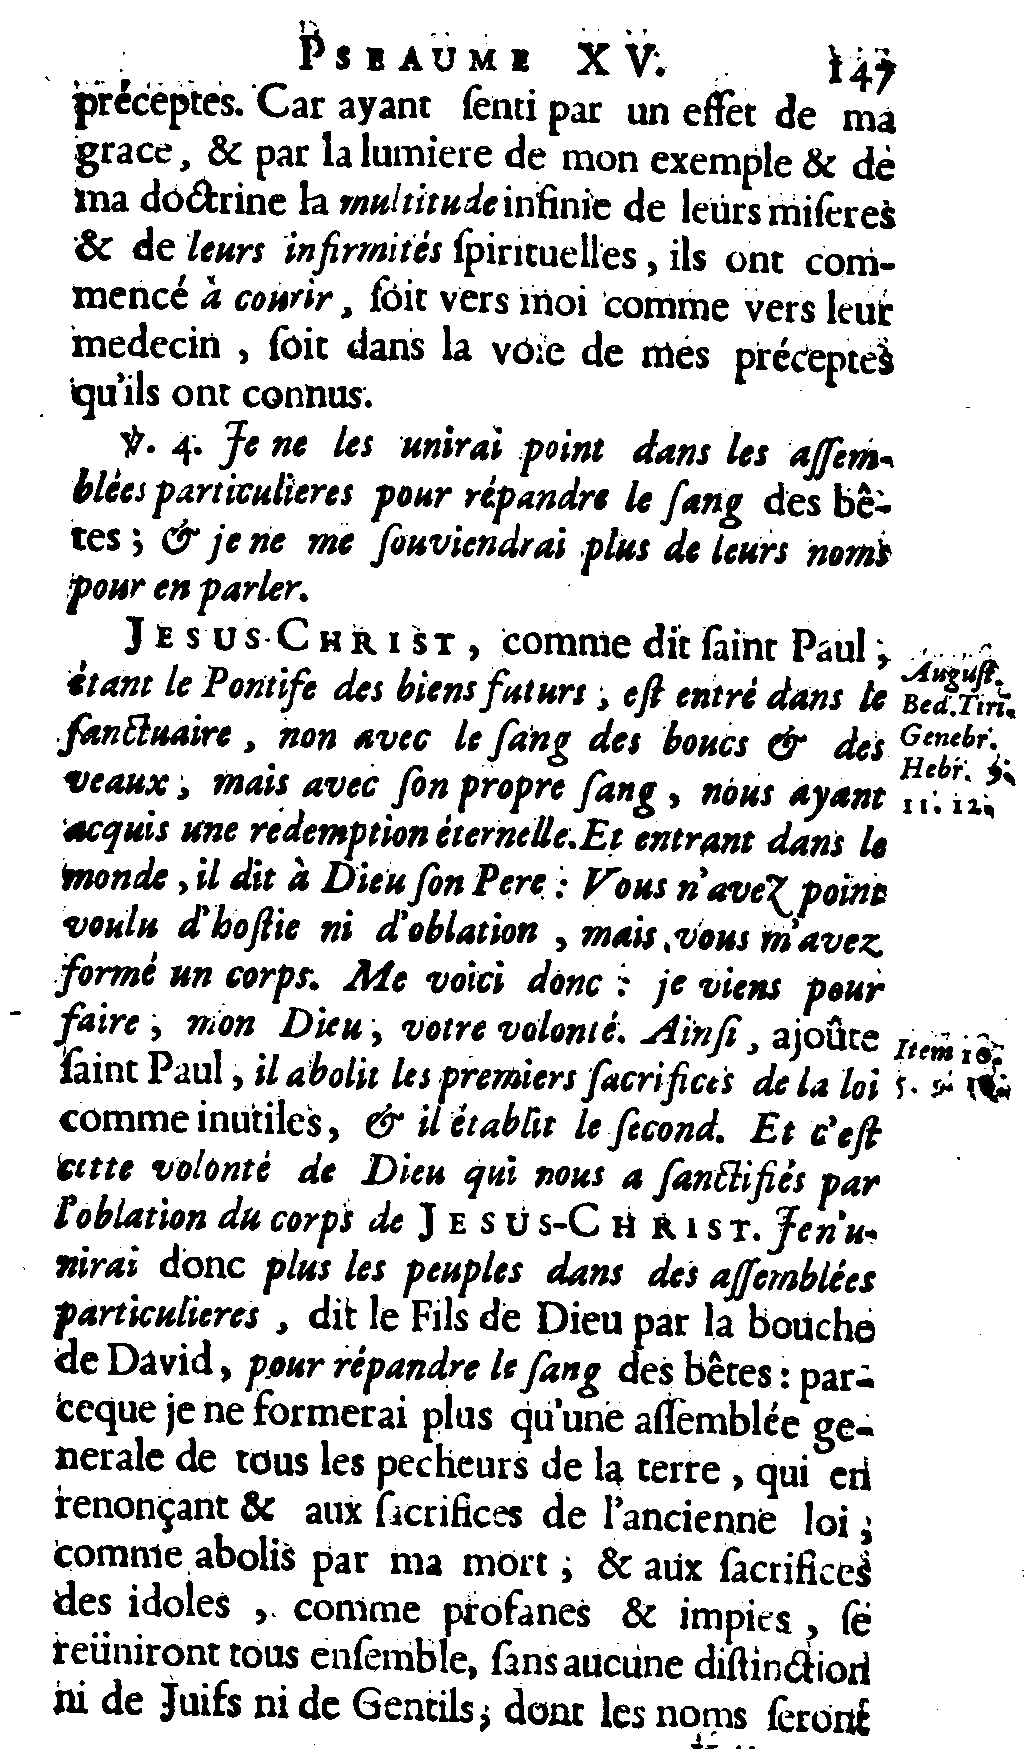 PSEAUME XV. 147
préceptes. Car ayant ſenti par un effet de ma
grace, & par la lumiere de mon exemple & de
ma doctrine la multitude infinie de leurs miſeres
& de leurs infirmités ſpirituelles, ils ont com-
mencé à courir, ſoit vers moi comme vers leur
medecin, ſoit dans la voie de mes préceptes
qu'ils ont connus.
℣. 4. Je ne les unirai point dans les aſſem-
blées particulieres pour répandre le ſang des bê-
tes; & je ne me ſouviendrai plus de leurs noms
pour en parler.
JESUS-CHRIST, comme dit ſaint Paul,
étant le Pontife des biens futurs, eſt entré dans le
ſanctuaire, non avec le ſang des boucs & des
veaux, mais avec ſon propre ſang, nous ayant
acquis une redemption éternelle. Et entrant dans le
monde, il dit à Dieu ſon Pere: Vous n'avez point
voulu d'hoſtie ni d'oblation, mais vous m'avez
formé un corps. Me voici donc: je viens pour
faire, mon Dieu, votre volonté. Ainſi, ajoûte
ſaint Paul, il abolit les premiers ſacrifices de la loi
comme inutiles, & il établit le ſecond. Et c'eſt
cette volonté de Dieu qui nous a ſanctifiés par
l'oblation du corps de JESUS-CHRIST. Je n'u-
nirai donc plus les peuples dans des aſſemblées
particulieres, dit le Fils de Dieu par la bouche
de David, pour répandre le ſang des bêtes: par-
ceque je ne formerai plus qu'une aſſemblée ge-
nerale de tous les pecheurs de la terre, qui en
renonçant & aux ſacrifices de l'ancienne loi,
comme abolis par ma mort; & aux ſacrifices
des idoles, comme profanes & impies, ſe
reüniront tous enſemble, ſans aucune diſtinction
ni de Juifs ni de Gentils; dont les noms ſeront
Auguſt.
Bed. Tiri.
Genebr.
Hebr. 9.
11. 12.
Item 10.
5. 9.